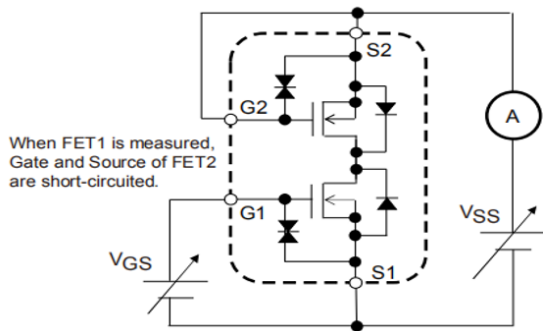 S2
G2
A
When FET1 is measured,
Gate and Source of FET2
are short-circuited.
G1
VSS
VGS
S1